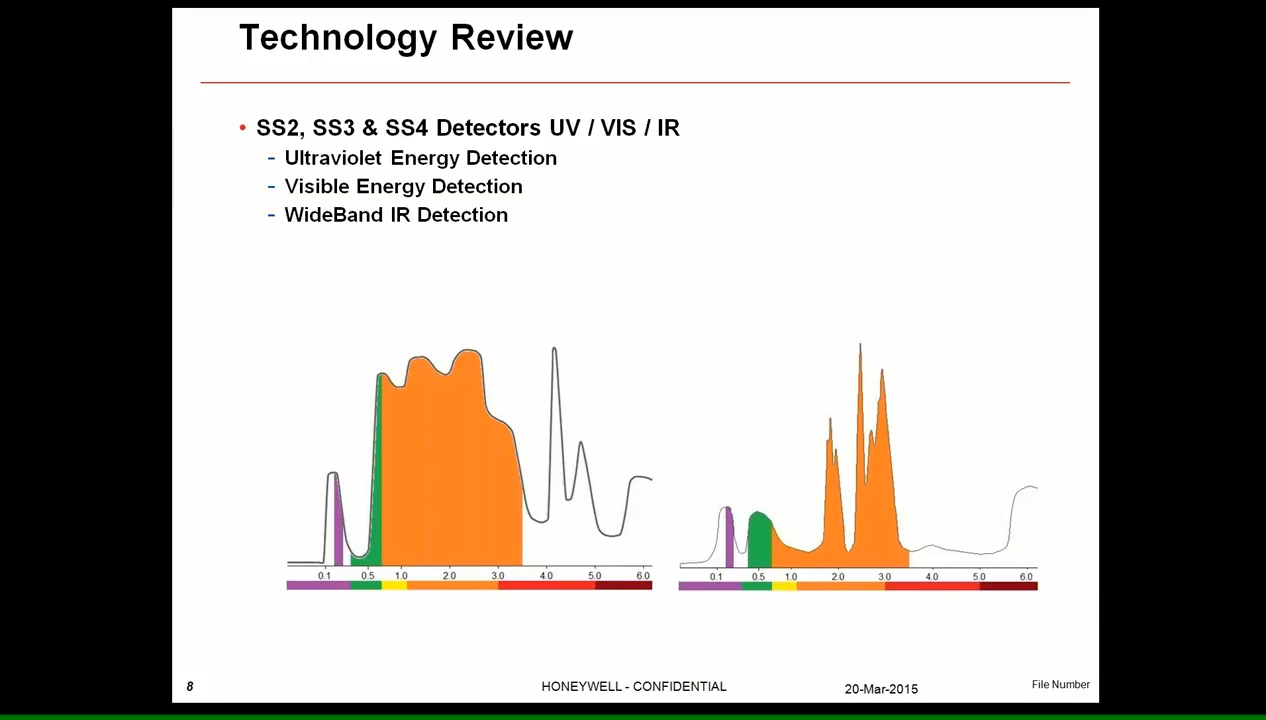 Technology Review
• SS2, SS3 & SS4 Detectors UV / VIS / IR
- Ultraviolet Energy Detection
- Visible Energy Detection
- WideBand IR Detection
0.1 0.5 1.0 2.0 3.0 4.0 5.0 6.0
0.1 0.5 1.0 2.0 3.0 4.0 5.0 6.0
8
HONEYWELL - CONFIDENTIAL
20-Mar-2015
File Number